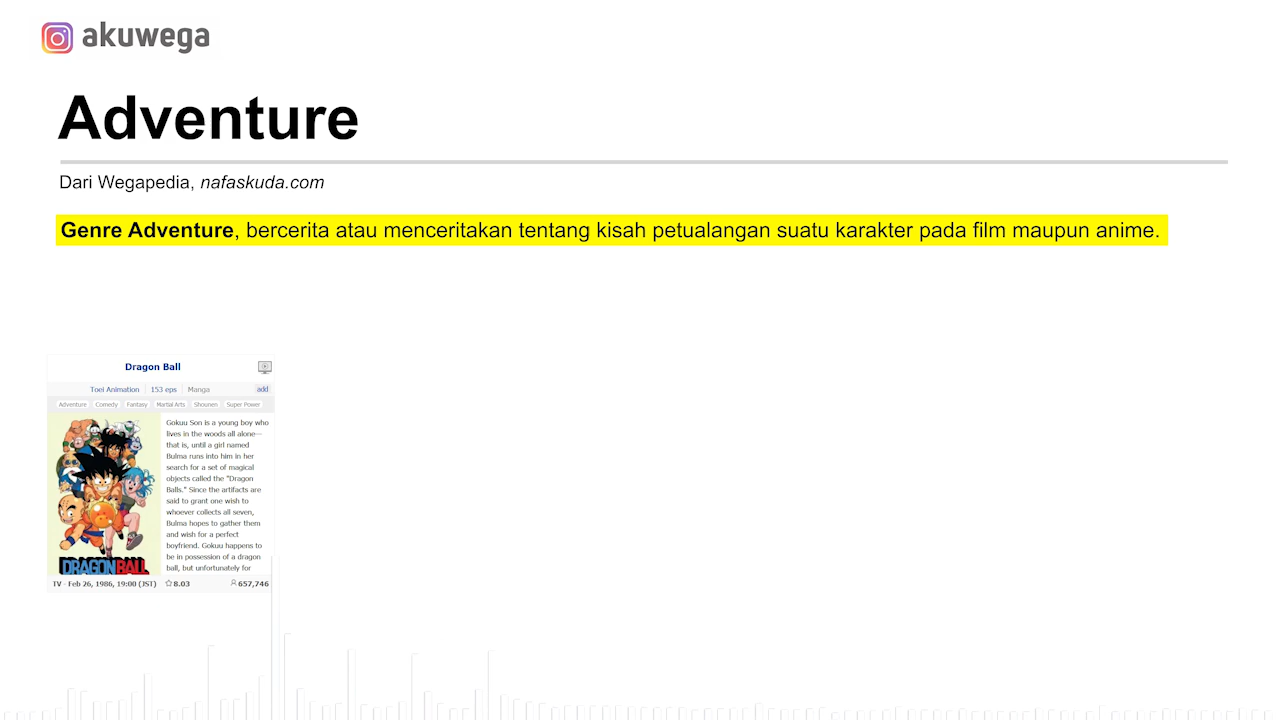 akuwega
Adventure
Dari Wegapedia, nafaskuda.com
Genre Adventure, bercerita atau menceritakan tentang kisah petualangan suatu karakter pada film maupun anime.
Dragon Ball
Toei Animation 153 eps Manga add
Adventure Comedy Fantasy Martial Arts Shounen Super Power
Gokuu Son is a young boy who
lives in the woods all alone—
that is, until a girl named
Bulma runs into him in her
search for a set of magical
objects called the "Dragon
Balls." Since the artifacts are
said to grant one wish to
whoever collects all seven,
Bulma hopes to gather them
and wish for a perfect
boyfriend. Gokuu happens to
be in possession of a dragon
ball, but unfortunately for
DRAGON BALL
TV - Feb 26, 1986, 19:00 (JST) 8.03 657,746